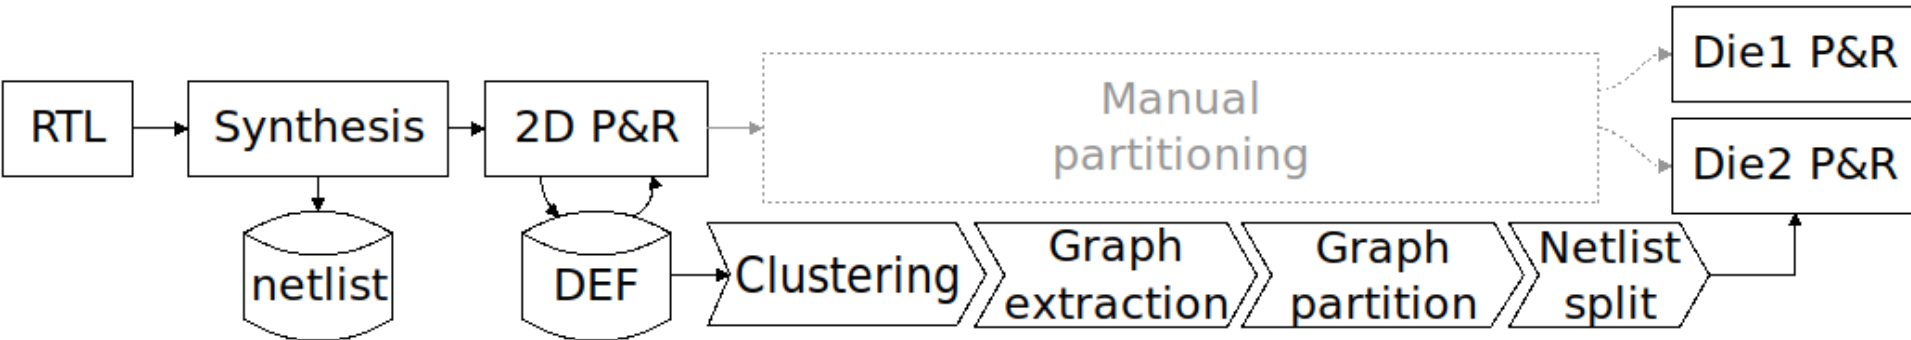 RTL
Synthesis
2D P&R
Manual
partitioning
Die1 P&R
Die2 P&R
netlist
DEF
Clustering
Graph
extraction
Graph
partition
Netlist
split